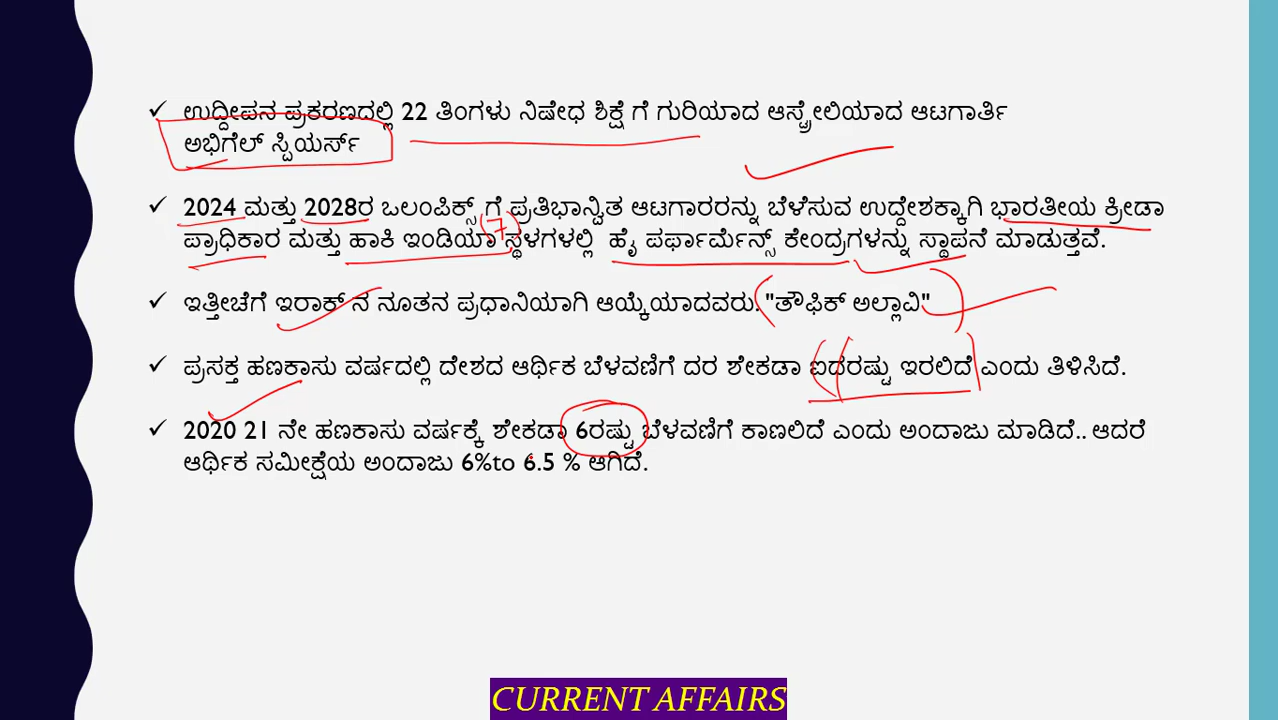 ಉದ್ದೀಪನ ಪ್ರಕರಣದಲ್ಲಿ 22 ತಿಂಗಳು ನಿಷೇಧ ಶಿಕ್ಷೆ ಗೆ ಗುರಿಯಾದ ಆಸ್ಟ್ರೇಲಿಯಾದ ಆಟಗಾರ್ತಿ
ಅಭಿಗೆಲ್ ಸ್ಪಿಯರ್ಸ್
2024 ಮತ್ತು 2028ರ ಒಲಂಪಿಕ್ಸ್ ಗೆ ಪ್ರತಿಭಾನ್ವಿತ ಆಟಗಾರರನ್ನು ಬೆಳೆಸುವ ಉದ್ದೇಶಕ್ಕಾಗಿ ಭಾರತೀಯ ಕ್ರೀಡಾ
ಪ್ರಾಧಿಕಾರ ಮತ್ತು ಹಾಕಿ ಇಂಡಿಯಾ 7 ಸ್ಥಳಗಳಲ್ಲಿ ಹೈ ಪರ್ಫಾರ್ಮೆನ್ಸ್ ಕೇಂದ್ರಗಳನ್ನು ಸ್ಥಾಪನೆ ಮಾಡುತ್ತವೆ.
ಇತ್ತೀಚೆಗೆ ಇರಾಕ್ ನ ನೂತನ ಪ್ರಧಾನಿಯಾಗಿ ಆಯ್ಕೆಯಾದವರು. "ತೌಫಿಕ್ ಅಲ್ಲಾವಿ"
ಪ್ರಸಕ್ತ ಹಣಕಾಸು ವರ್ಷದಲ್ಲಿ ದೇಶದ ಆರ್ಥಿಕ ಬೆಳವಣಿಗೆ ದರ ಶೇಕಡಾ ಐದರಷ್ಟು ಇರಲಿದೆ ಎಂದು ತಿಳಿಸಿದೆ.
2020 21 ನೇ ಹಣಕಾಸು ವರ್ಷಕ್ಕೆ ಶೇಕಡಾ 6ರಷ್ಟು ಬೆಳವಣಿಗೆ ಕಾಣಲಿದೆ ಎಂದು ಅಂದಾಜು ಮಾಡಿದೆ.. ಆದರೆ
ಆರ್ಥಿಕ ಸಮೀಕ್ಷೆಯ ಅಂದಾಜು 6%to 6.5 % ಆಗಿದೆ.
CURRENT AFFAIRS